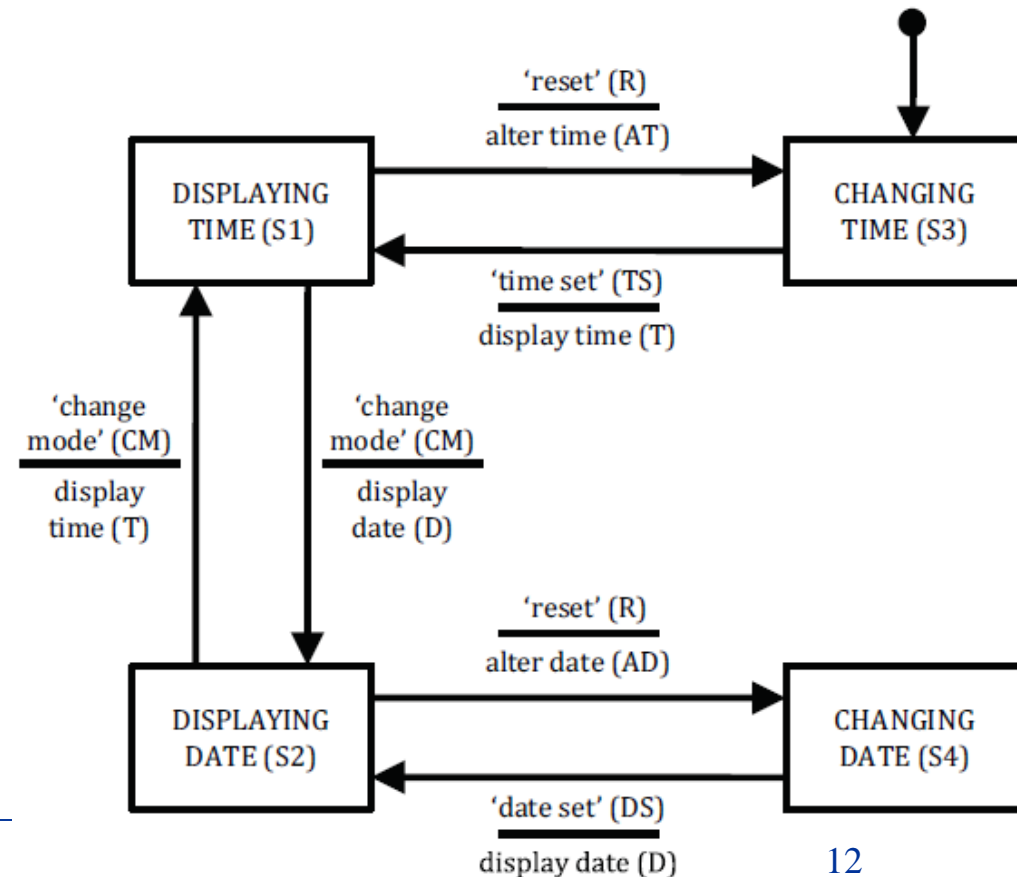 ‘reset’ (R)
alter time (AT)
DISPLAYING
TIME (S1)
CHANGING
TIME (S3)
‘time set’ (TS)
display time (T)
‘change
mode’ (CM)
display
time (T)
‘change
mode’ (CM)
display
date (D)
‘reset’ (R)
alter date (AD)
DISPLAYING
DATE (S2)
CHANGING
DATE (S4)
‘date set’ (DS)
display date (D)
12